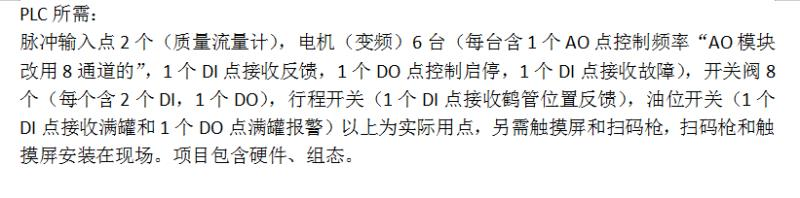 PLC 所需：
脉冲输入点 2 个（质量流量计），电机（变频）6 台（每台含 1 个 AO 点控制频率“AO 模块
改用 8 通道的”，1 个 DI 点接收反馈，1 个 DO 点控制启停，1 个 DI 点接收故障），开关阀 8
个（每个含 2 个 DI，1 个 DO），行程开关（1 个 DI 点接收鹤管位置反馈），油位开关（1 个
DI 点接收满罐和 1 个 DO 点满罐报警）以上为实际用点，另需触摸屏和扫码枪，扫码枪和触
摸屏安装在现场。项目包含硬件、组态。